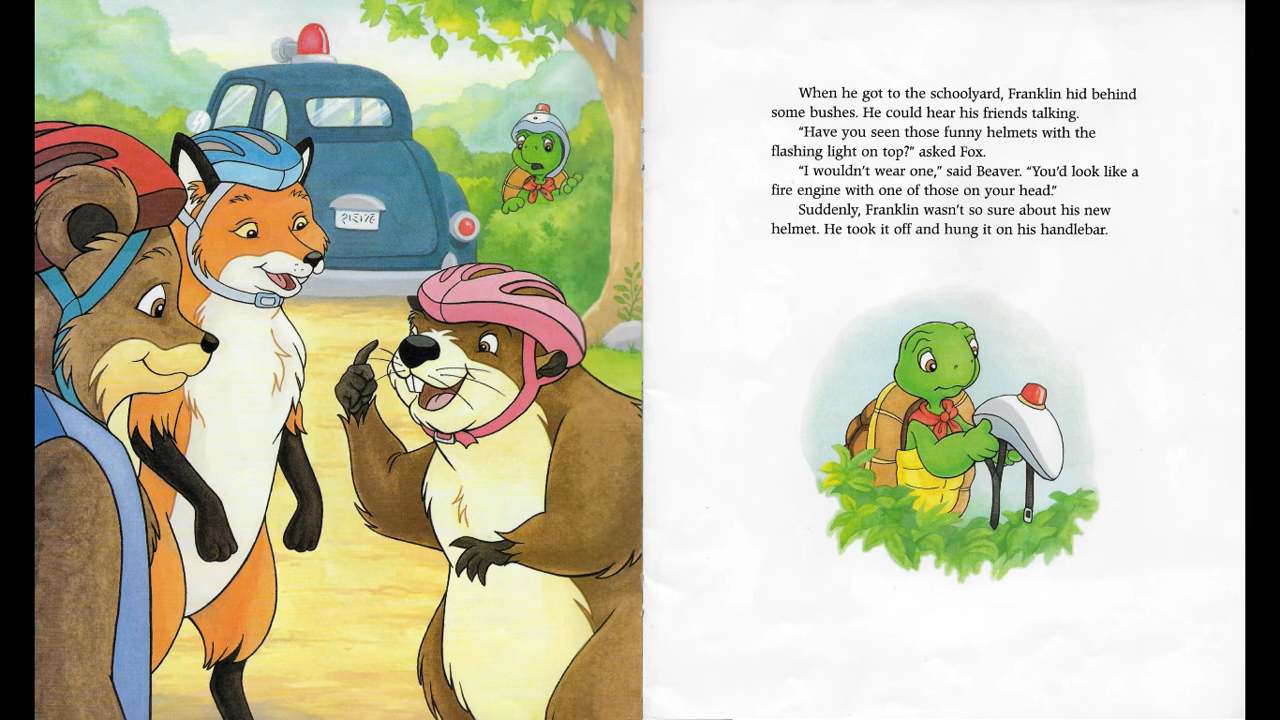 When he got to the schoolyard, Franklin hid behind
some bushes. He could hear his friends talking.
“Have you seen those funny helmets with the
flashing light on top?” asked Fox.
“I wouldn’t wear one,” said Beaver. “You’d look like a
fire engine with one of those on your head.”
Suddenly, Franklin wasn’t so sure about his new
helmet. He took it off and hung it on his handlebar.